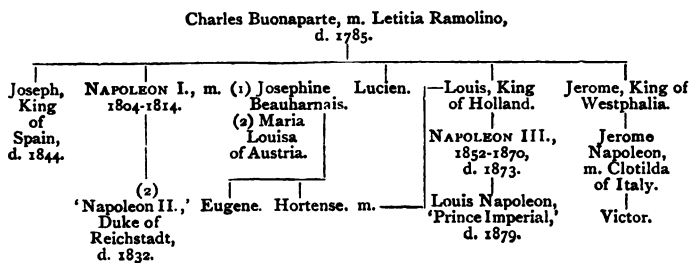 Charles Buonaparte, m. Letitia Ramolino,
d. 1785.
Joseph,
King
of
Spain,
d. 1844.
NAPOLEON I., m. (1) Josephine
1804-1814.
Beauharnais.
(2) Maria
Louisa
of Austria.
Lucien.
Louis, King
of Holland.
Jerome, King of
Westphalia.
NAPOLEON III.,
1852-1870,
d. 1873.
Jerome
Napoleon,
m. Clotilda
of Italy.
(2)
'Napoleon II.,'
Duke of
Reichstadt,
d. 1832.
Eugene. Hortense. m.
Louis Napoleon,
'Prince Imperial,'
d. 1879.
Victor.